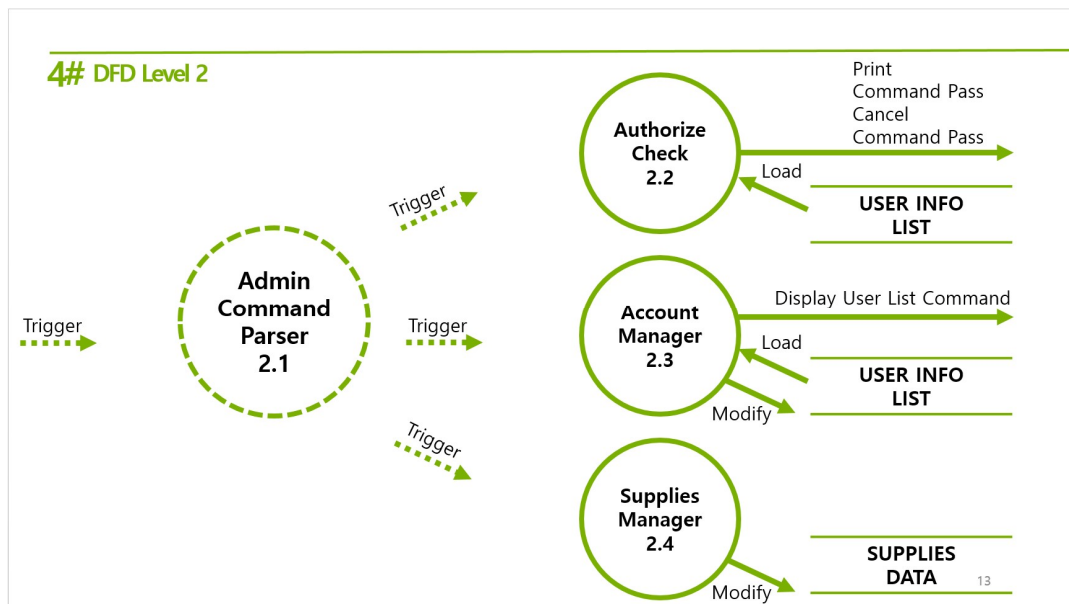 4# DFD Level 2
Trigger
Admin
Command
Parser
2.1
Trigger
Trigger
Trigger
Authorize
Check
2.2
Print
Command Pass
Cancel
Command Pass
Load
USER INFO
LIST
Account
Manager
2.3
Display User List Command
Load
USER INFO
LIST
Modify
Supplies
Manager
2.4
Modify
SUPPLIES
DATA
13